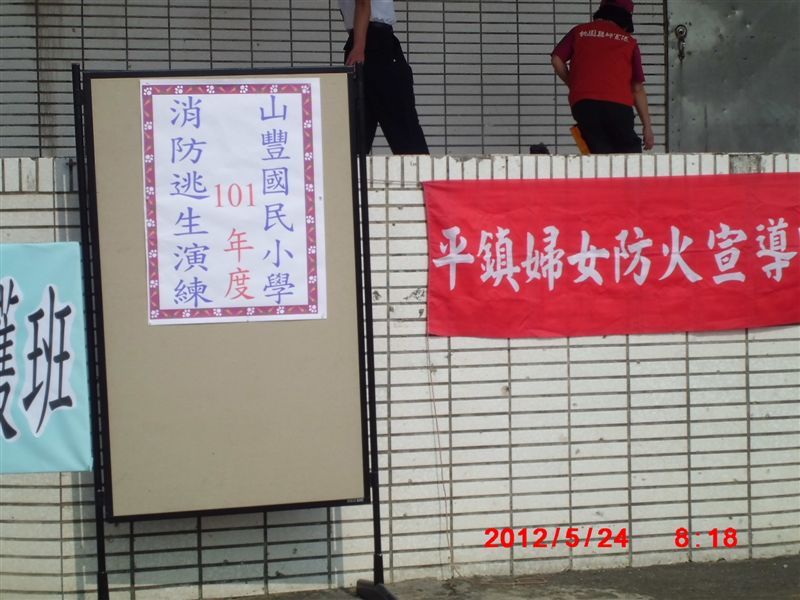 山豐國民小學
101年度
消防逃生演練
平鎮婦女防火宣導
護班
2012/5/24 8:18